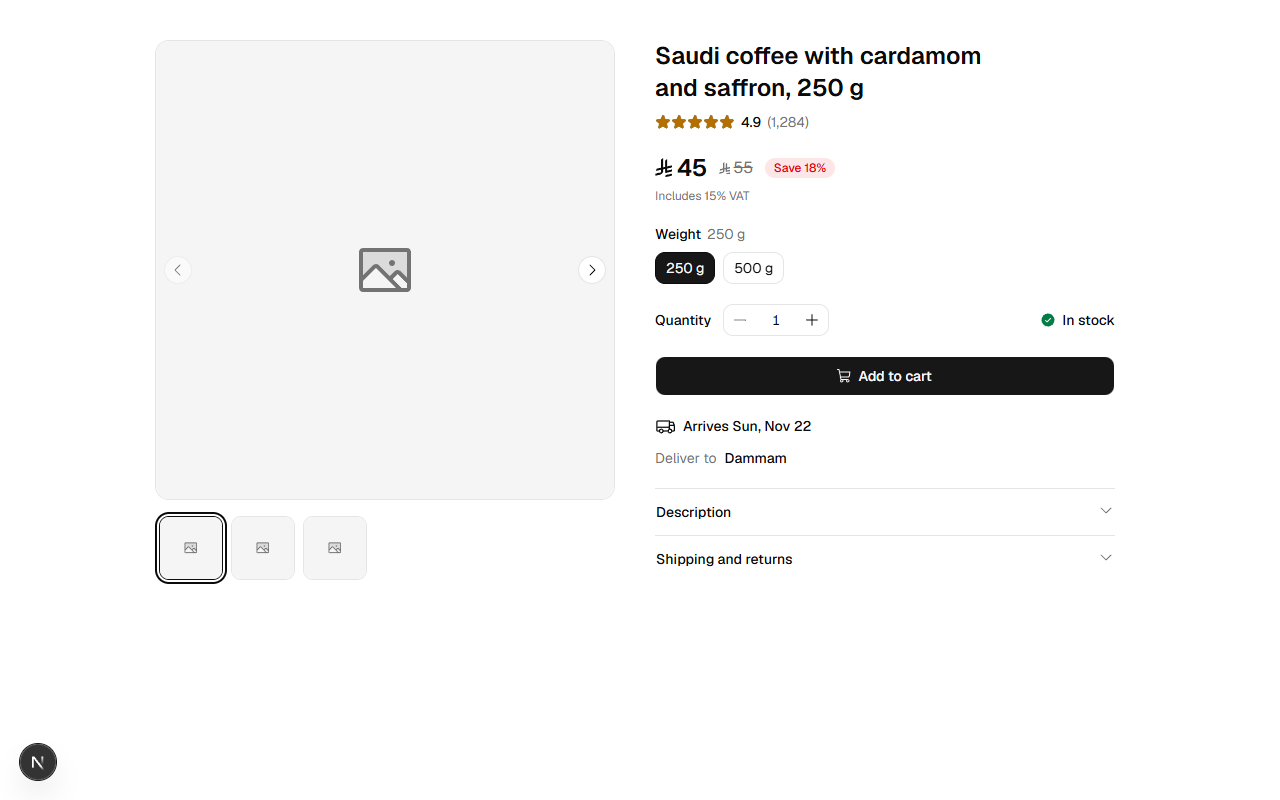 Saudi coffee with cardamom
and saffron, 250 g
4.9 (1,284)
⃁ 45 ⃁ 55 Save 18%
Includes 15% VAT
Weight 250 g
250 g 500 g
Quantity 1 In stock
Add to cart
Arrives Sun, Nov 22
Deliver to Dammam
Description
Shipping and returns
N